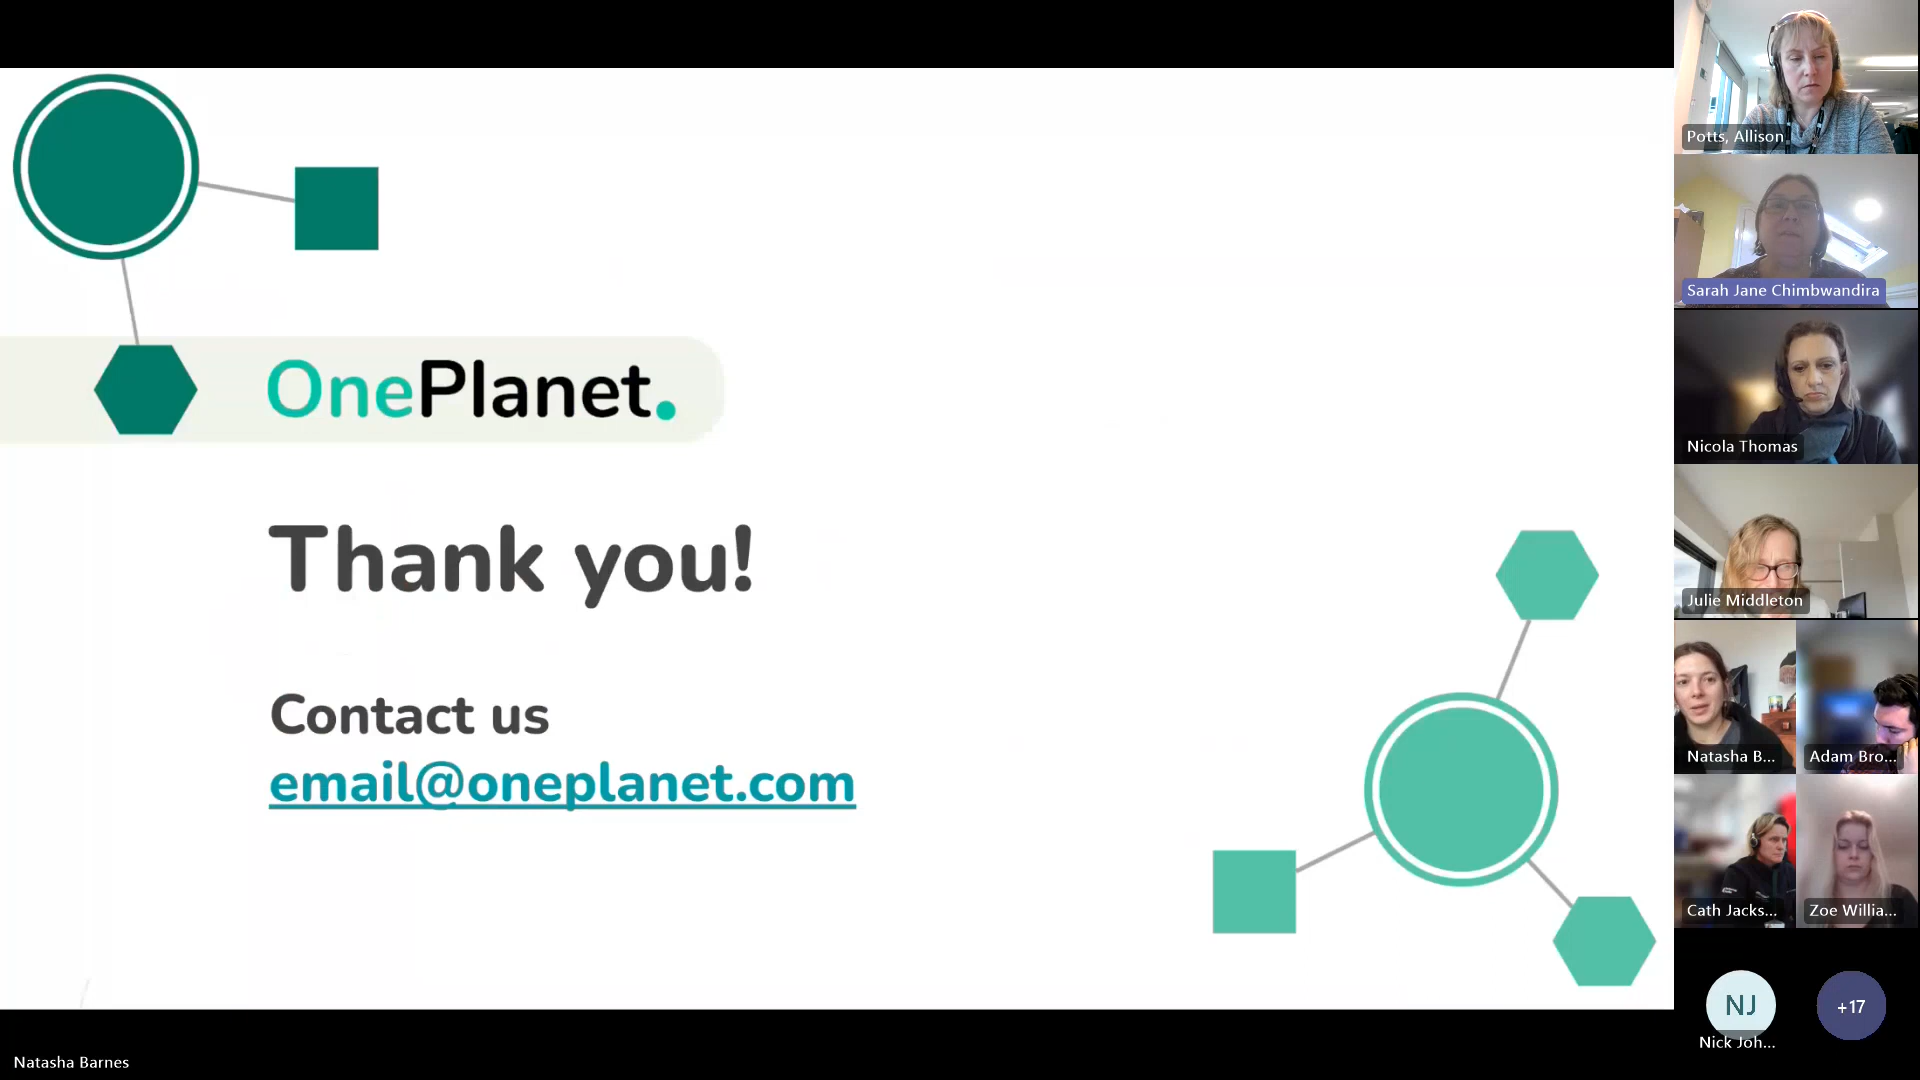 OnePlanet.
Thank you!
Contact us
email@oneplanet.com
Natasha Barnes
Potts, Allison
Sarah Jane Chimbwandira
Nicola Thomas
Julie Middleton
Natasha B...
Adam Bro...
Cath Jacks...
Zoe Willia...
NJ
Nick Joh...
+17